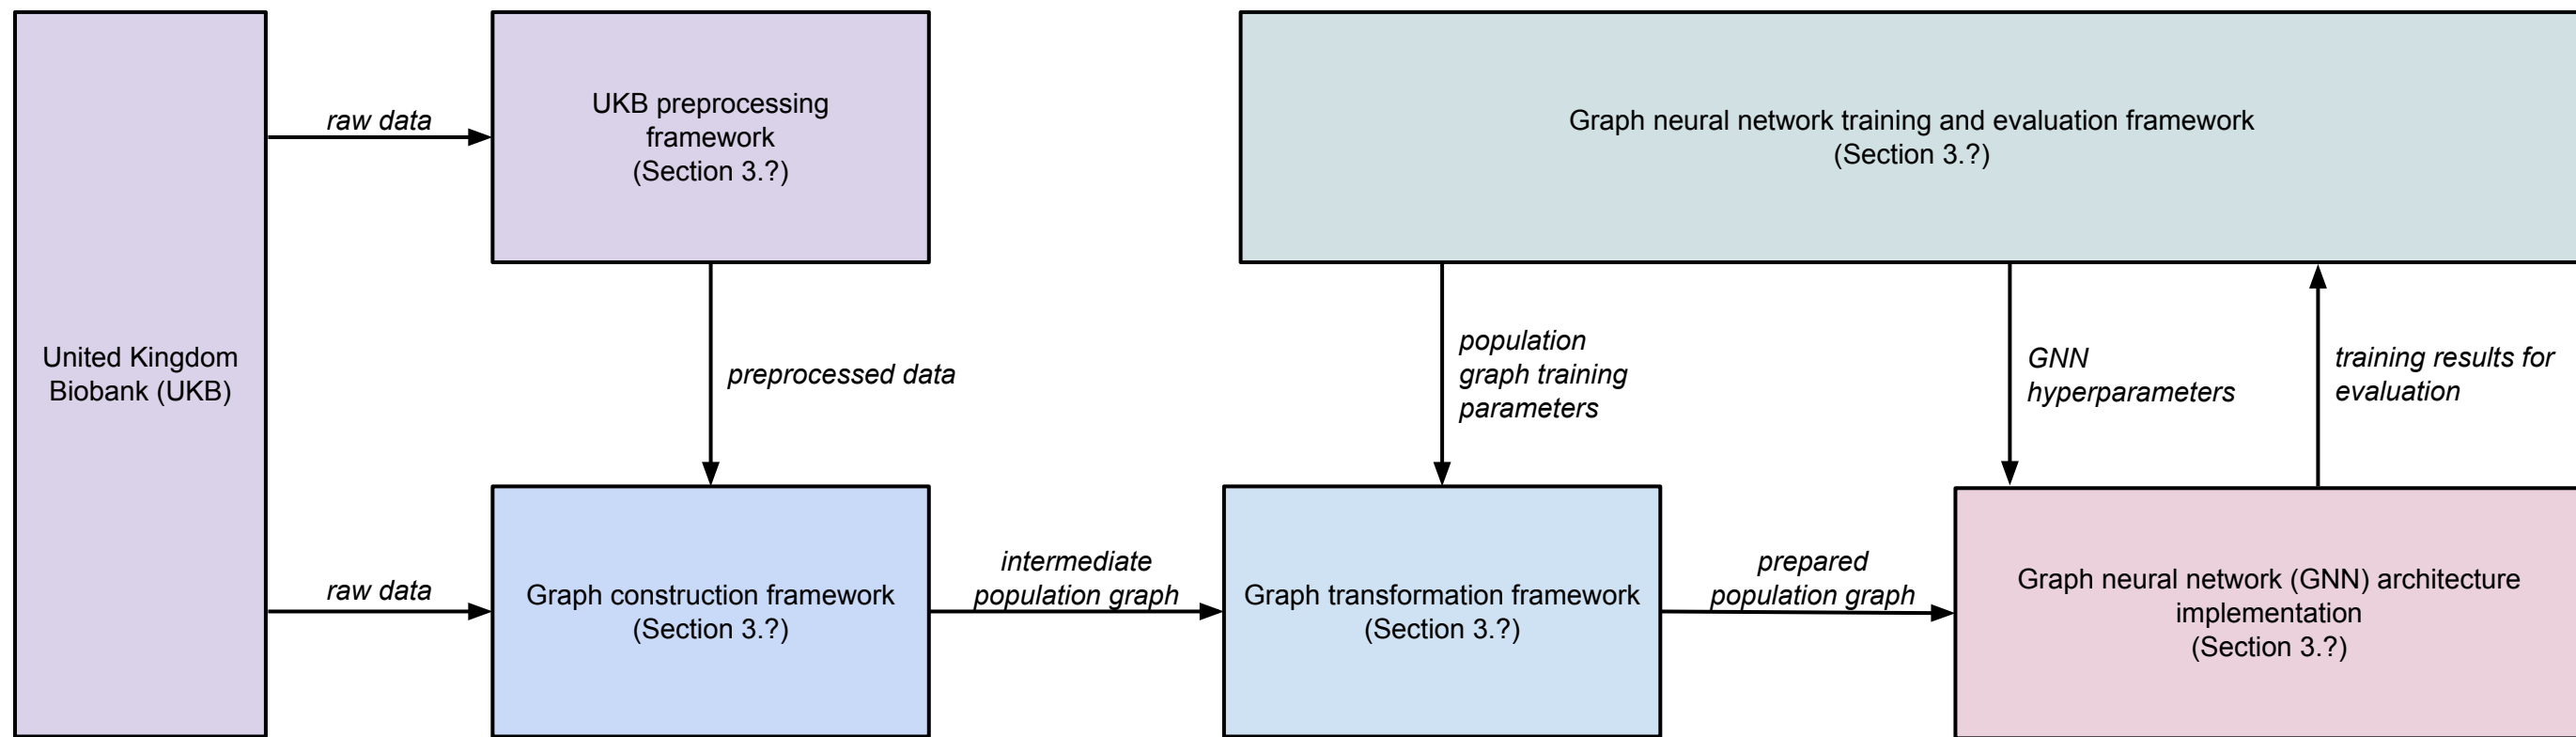 United Kingdom
Biobank (UKB)
raw data
UKB preprocessing
framework
(Section 3.?)
preprocessed data
raw data
Graph construction framework
(Section 3.?)
intermediate
population graph
Graph transformation framework
(Section 3.?)
prepared
population graph
Graph neural network training and evaluation framework
(Section 3.?)
population
graph training
parameters
GNN
hyperparameters
training results for
evaluation
Graph neural network (GNN) architecture
implementation
(Section 3.?)